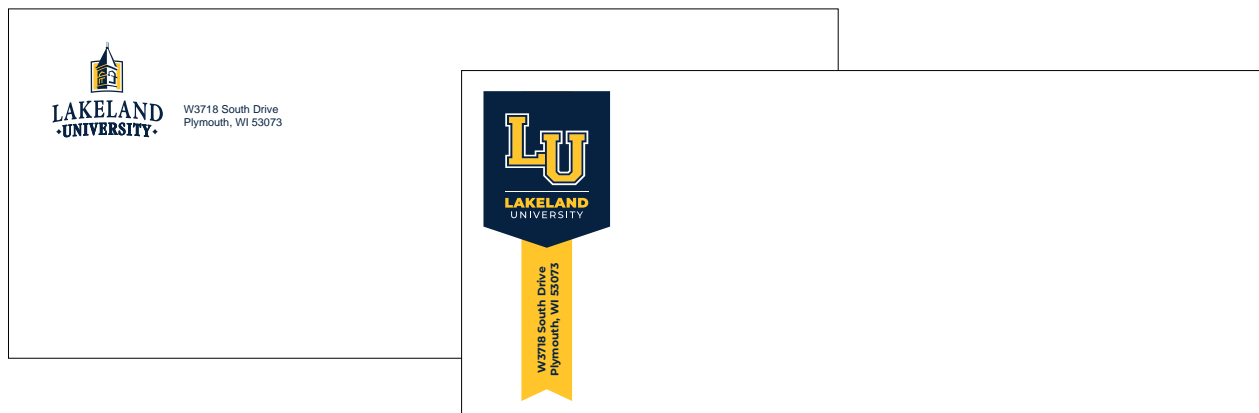 LAKELAND
•UNIVERSITY•
W3718 South Drive
Plymouth, WI 53073
LU
LAKELAND
UNIVERSITY
W3718 South Drive
Plymouth, WI 53073